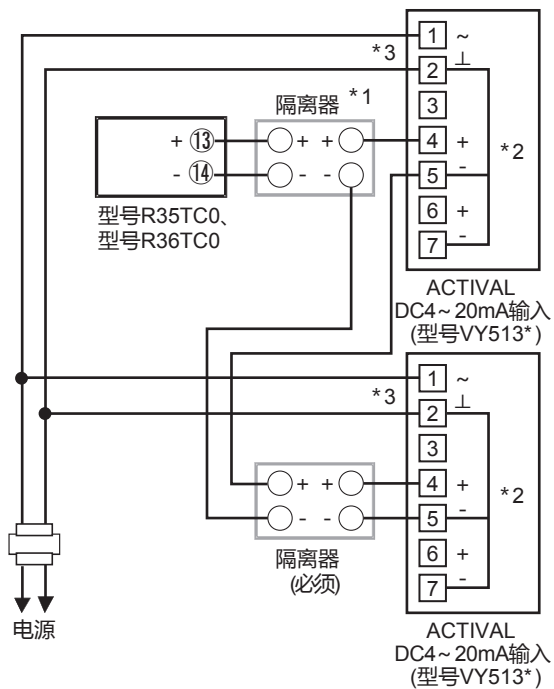 1 ~
*3
2 ⊥
隔离器 *1
3
+ ⑬ + + 4 +
*2
- ⑭ - - 5 -
6 +
型号R35TC0、
型号R36TC0
7 -
ACTIVAL
DC4~20mA输入
(型号VY513*)
1 ~
*3
2 ⊥
3
+ + 4 +
*2
- - 5 -
隔离器
(必须)
6 +
7 -
电源
ACTIVAL
DC4~20mA输入
(型号VY513*)